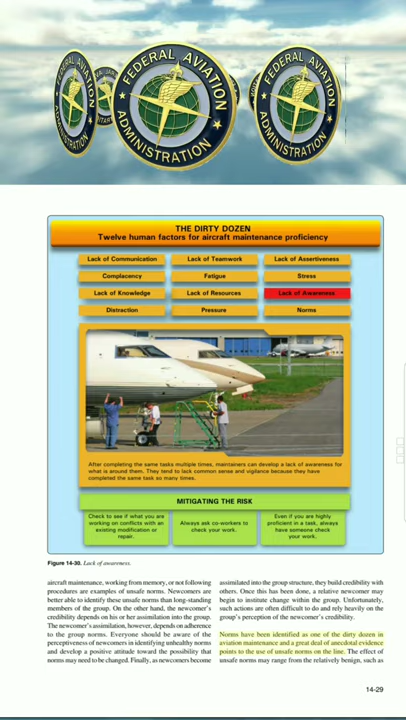 FEDERAL AVIATION
ADMINISTRATION
FEDERAL AVIATION
ADMINISTRATION
FEDERAL AVIATION
ADMINISTRATION
THE DIRTY DOZEN
Twelve human factors for aircraft maintenance proficiency
Lack of Communication Lack of Teamwork Lack of Assertiveness
Complacency Fatigue Stress
Lack of Knowledge Lack of Resources Lack of Awareness
Distraction Pressure Norms
After completing the same tasks multiple times, maintainers can develop a lack of awareness for
what is around them. They tend to lack common sense and vigilance because they have
completed the same task so many times.
MITIGATING THE RISK
Check to see if what you are
working on conflicts with an
existing modification or
repair.
Always ask co-workers to
check your work.
Even if you are highly
proficient in a task, always
have someone check
your work.
Figure 14-30. Lack of awareness.
aircraft maintenance, working from memory, or not following
procedures are examples of unsafe norms. Newcomers are
better able to identify these unsafe norms than long-standing
members of the group. On the other hand, the newcomer's
credibility depends on his or her assimilation into the group.
The newcomer's assimilation, however, depends on adherence
to the group norms. Everyone should be aware of the
perceptiveness of newcomers in identifying unhealthy norms
and develop a positive attitude toward the possibility that
norms may need to be changed. Finally, as newcomers become
assimilated into the group structure, they build credibility with
others. Once this has been done, a relative newcomer may
begin to institute change within the group. Unfortunately,
such actions are often difficult to do and rely heavily on the
group's perception of the newcomer's credibility.
Norms have been identified as one of the dirty dozen in
aviation maintenance and a great deal of anecdotal evidence
points to the use of unsafe norms on the line. The effect of
unsafe norms may range from the relatively benign, such as
14-29